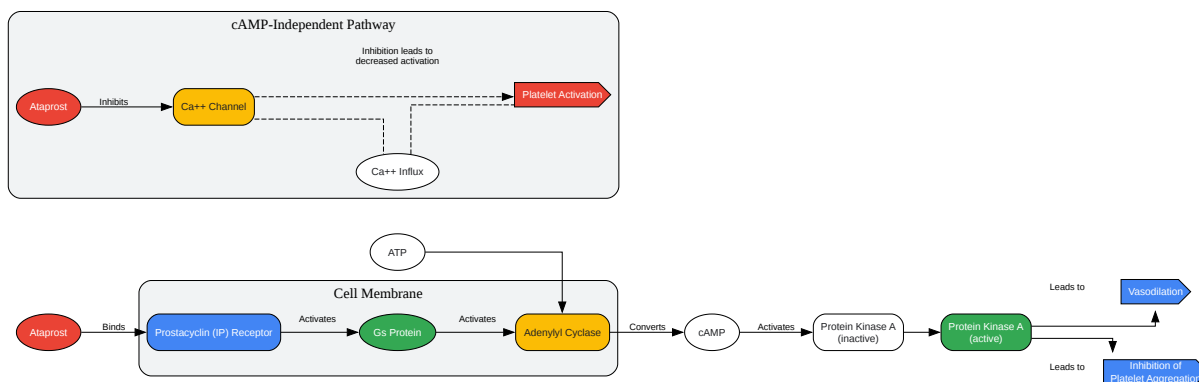 cAMP-Independent Pathway
Inhibition leads to
decreased activation
Ataprost
Inhibits
Ca++ Channel
Platelet Activation
Ca++ Influx
ATP
Cell Membrane
Ataprost
Binds
Prostacyclin (IP) Receptor
Activates
Gs Protein
Activates
Adenylyl Cyclase
Converts
cAMP
Activates
Protein Kinase A
(inactive)
Protein Kinase A
(active)
Leads to
Vasodilation
Leads to
Inhibition of
Platelet Aggregation